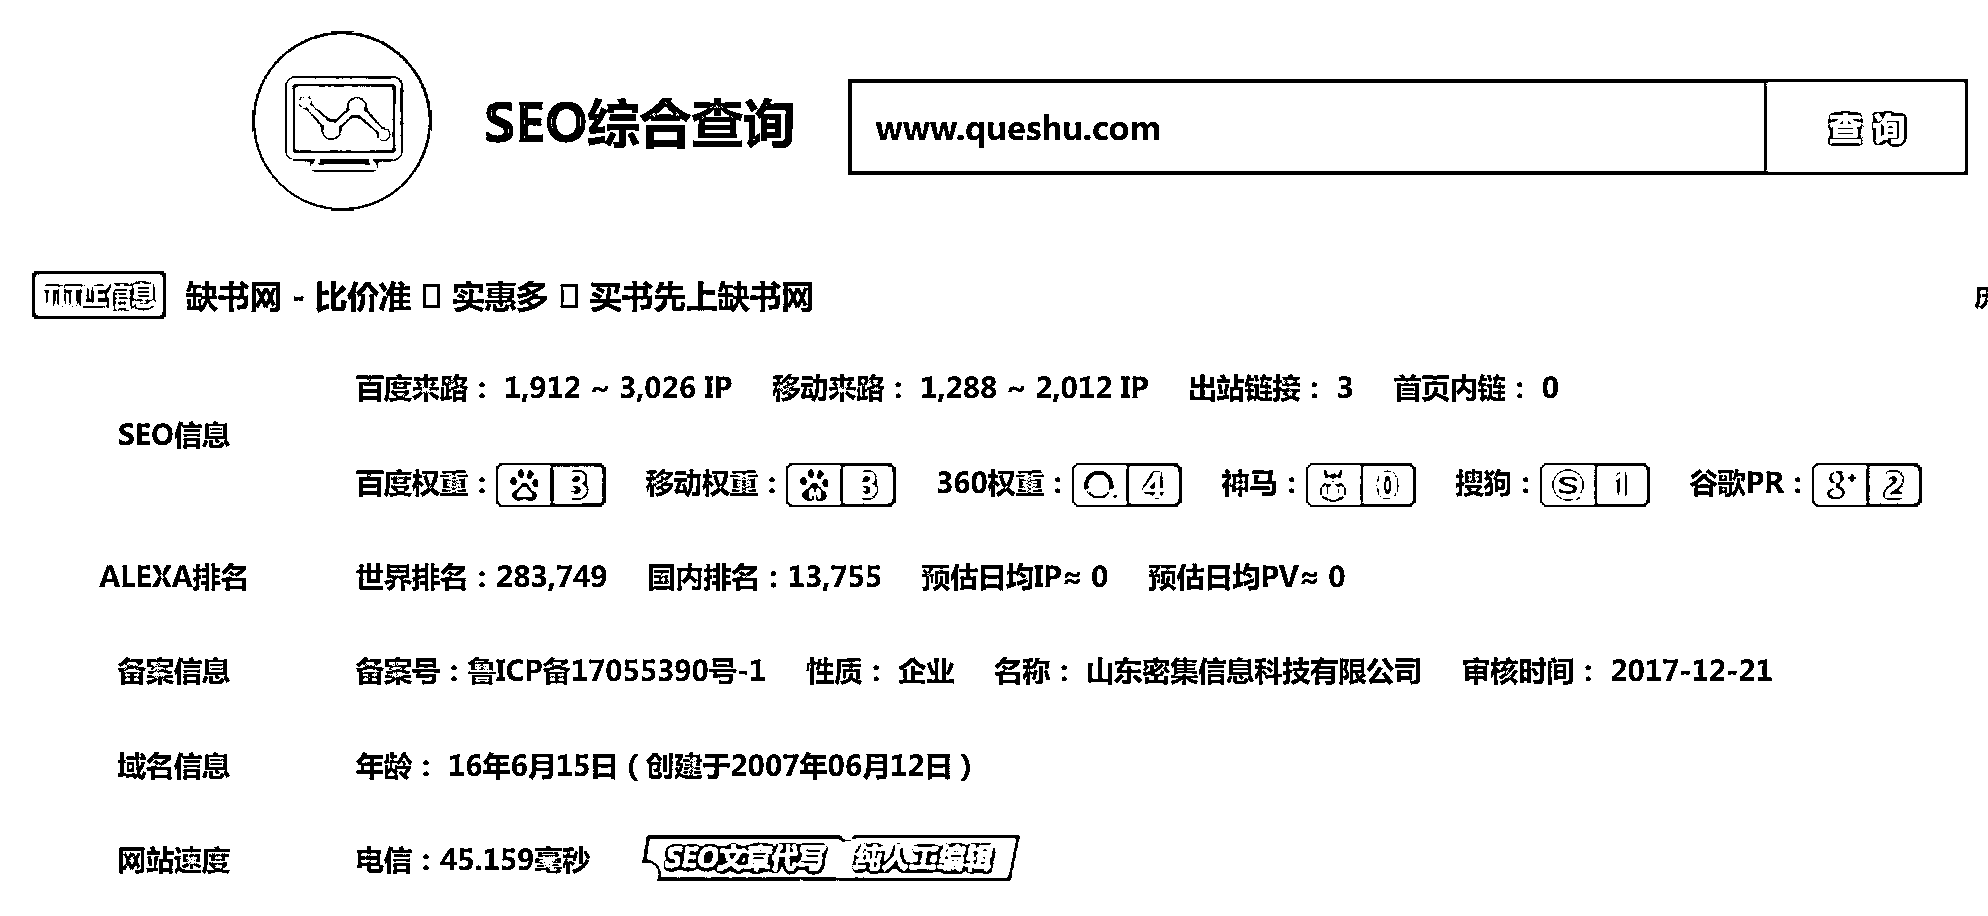 SEO综合查询 www.queshu.com 查询
TITLE信息 缺书网 - 比价准 □ 实惠多 □ 买书先上缺书网
SEO信息
百度来路： 1,912 ~ 3,026 IP 移动来路： 1,288 ~ 2,012 IP 出站链接： 3 首页内链： 0
百度权重： 3 移动权重： 3 360权重： 4 神马： 0 搜狗： 1 谷歌PR： 2
ALEXA排名 世界排名：283,749 国内排名：13,755 预估日均IP≈ 0 预估日均PV≈ 0
备案信息 备案号：鲁ICP备17055390号-1 性质： 企业 名称： 山东密集信息科技有限公司 审核时间： 2017-12-21
域名信息 年龄： 16年6月15日（创建于2007年06月12日）
网站速度 电信：45.159毫秒 SEO文章代写 纯人工编辑